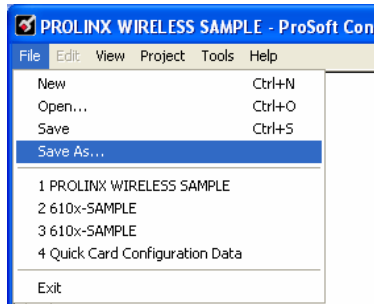 PROLINX WIRELESS SAMPLE - ProSoft Con
File Edit View Project Tools Help
New Ctrl+N
Open... Ctrl+O
Save Ctrl+S
Save As...
1 PROLINX WIRELESS SAMPLE
2 610x-SAMPLE
3 610x-SAMPLE
4 Quick Card Configuration Data
Exit